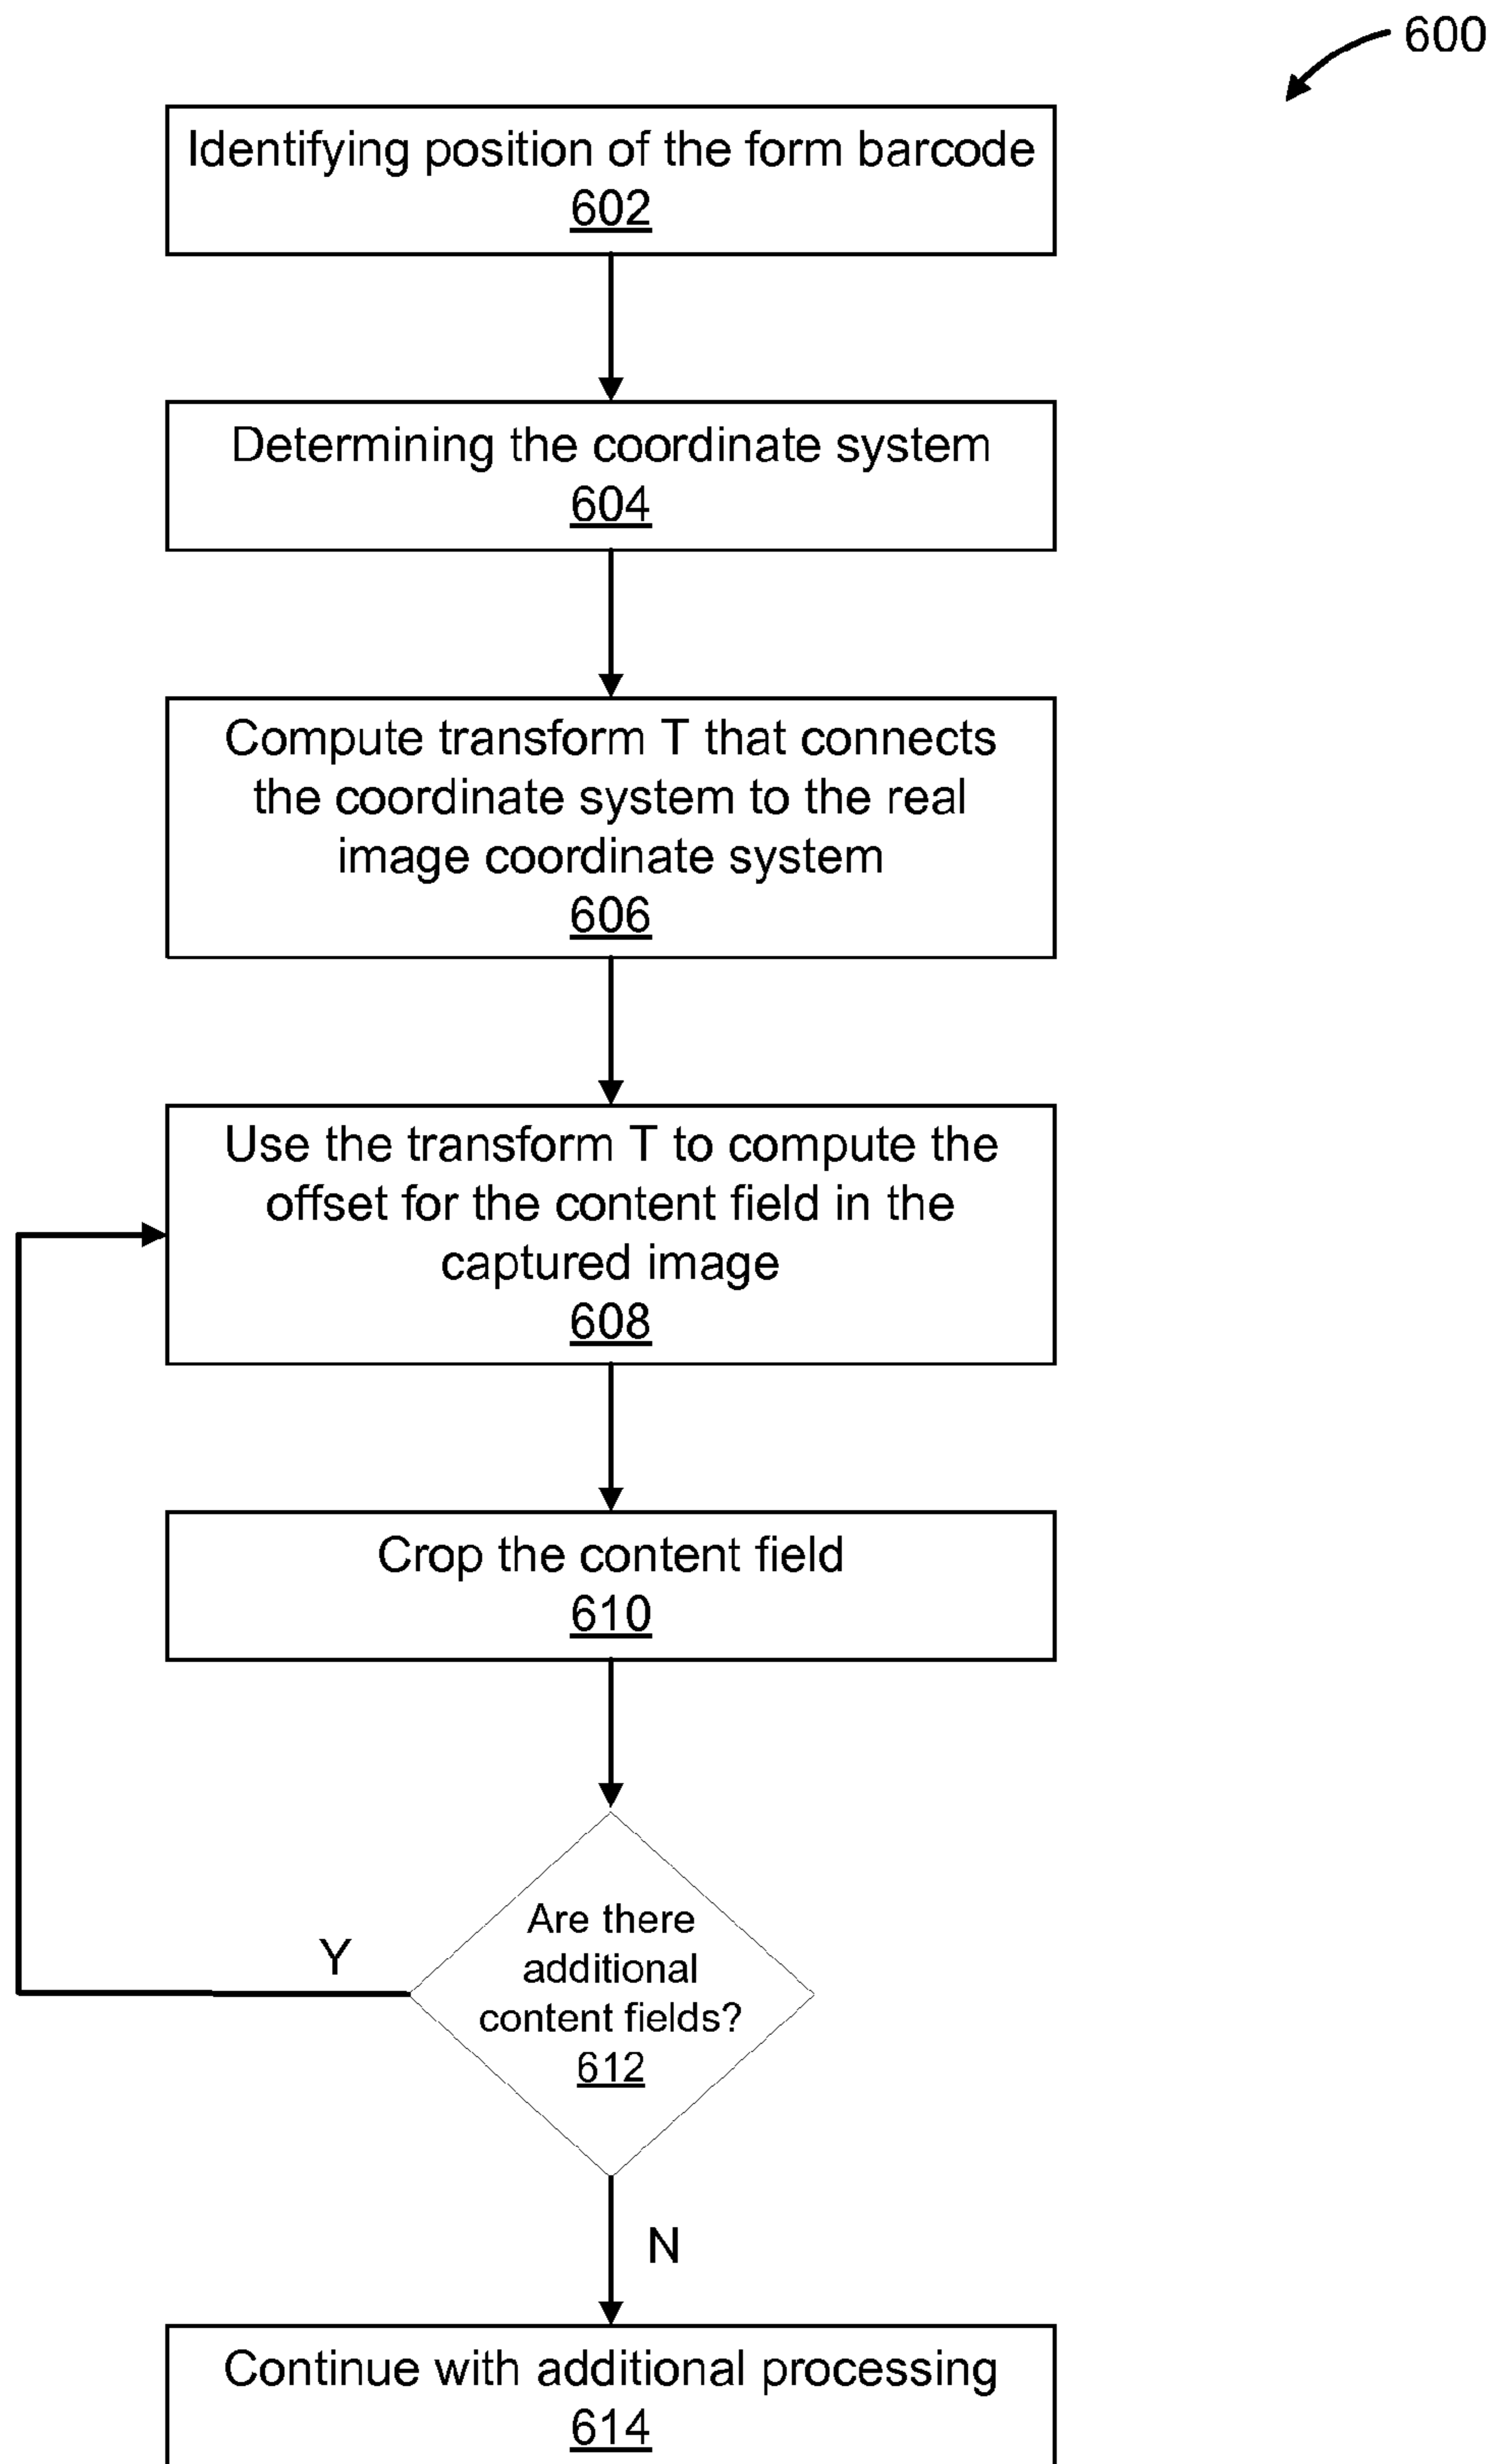 600
Identifying position of the form barcode
602
Determining the coordinate system
604
Compute transform T that connects
the coordinate system to the real
image coordinate system
606
Use the transform T to compute the
offset for the content field in the
captured image
608
Crop the content field
610
Are there
additional
content fields?
612
Y
N
Continue with additional processing
614